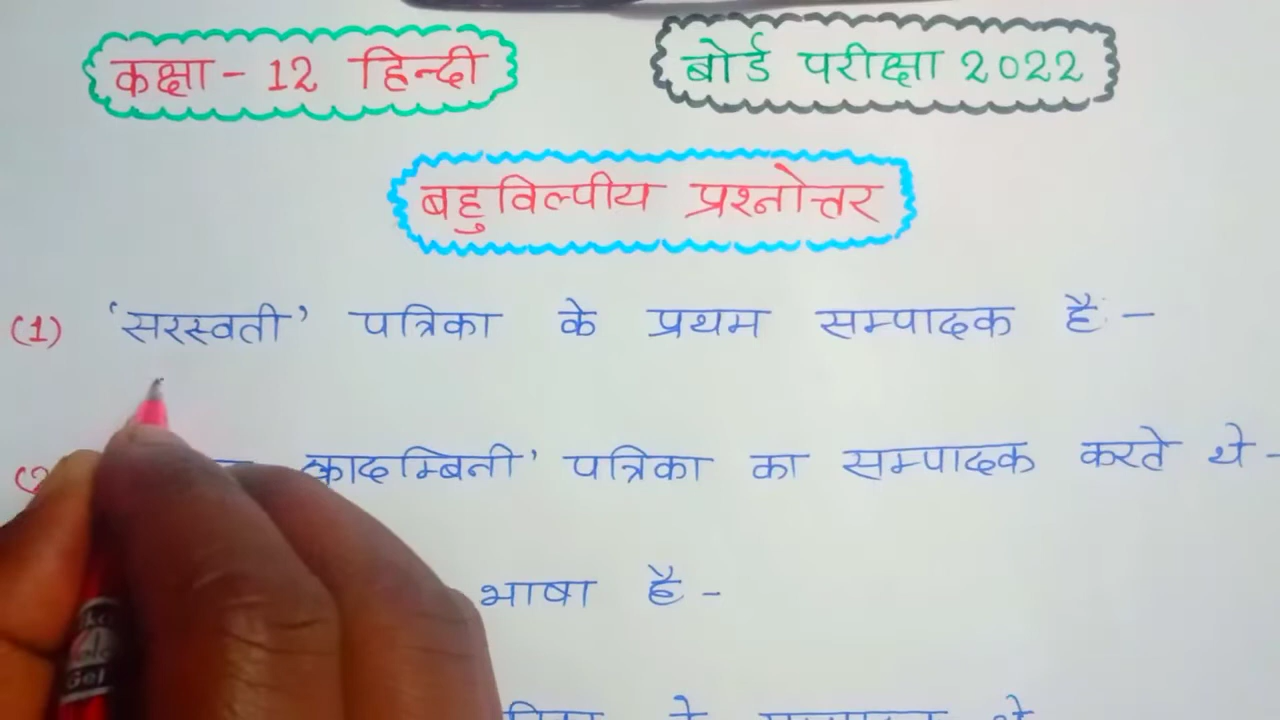 कक्षा - 12 हिन्दी
बोर्ड परीक्षा 2022
बहुविल्पीय प्रश्नोत्तर
(1) 'सरस्वती' पत्रिका के प्रथम सम्पादक है -
कादम्बिनी' पत्रिका का सम्पादक करते थे -
भाषा है -
Gel